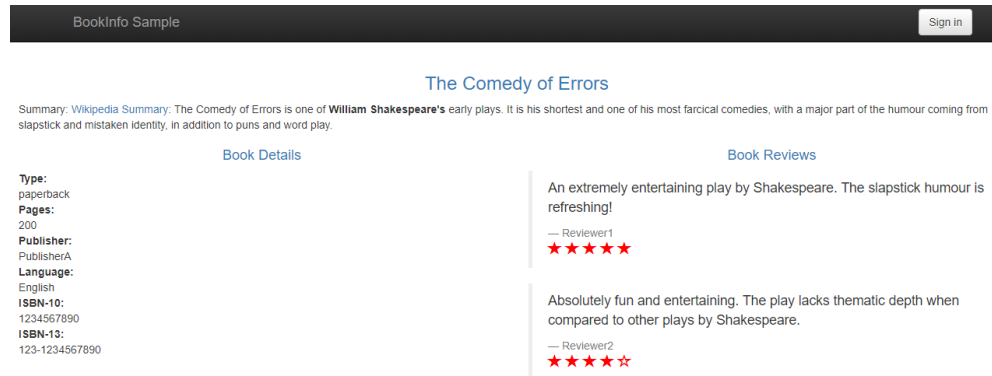 BookInfo Sample
Sign in
The Comedy of Errors
Summary: Wikipedia Summary: The Comedy of Errors is one of William Shakespeare's early plays. It is his shortest and one of his most farcical comedies, with a major part of the humour coming from
slapstick and mistaken identity, in addition to puns and word play.
Book Details
Type:
paperback
Pages:
200
Publisher:
PublisherA
Language:
English
ISBN-10:
1234567890
ISBN-13:
123-1234567890
Book Reviews
An extremely entertaining play by Shakespeare. The slapstick humour is
refreshing!
— Reviewer1
★★★★★
Absolutely fun and entertaining. The play lacks thematic depth when
compared to other plays by Shakespeare.
— Reviewer2
★★★★☆